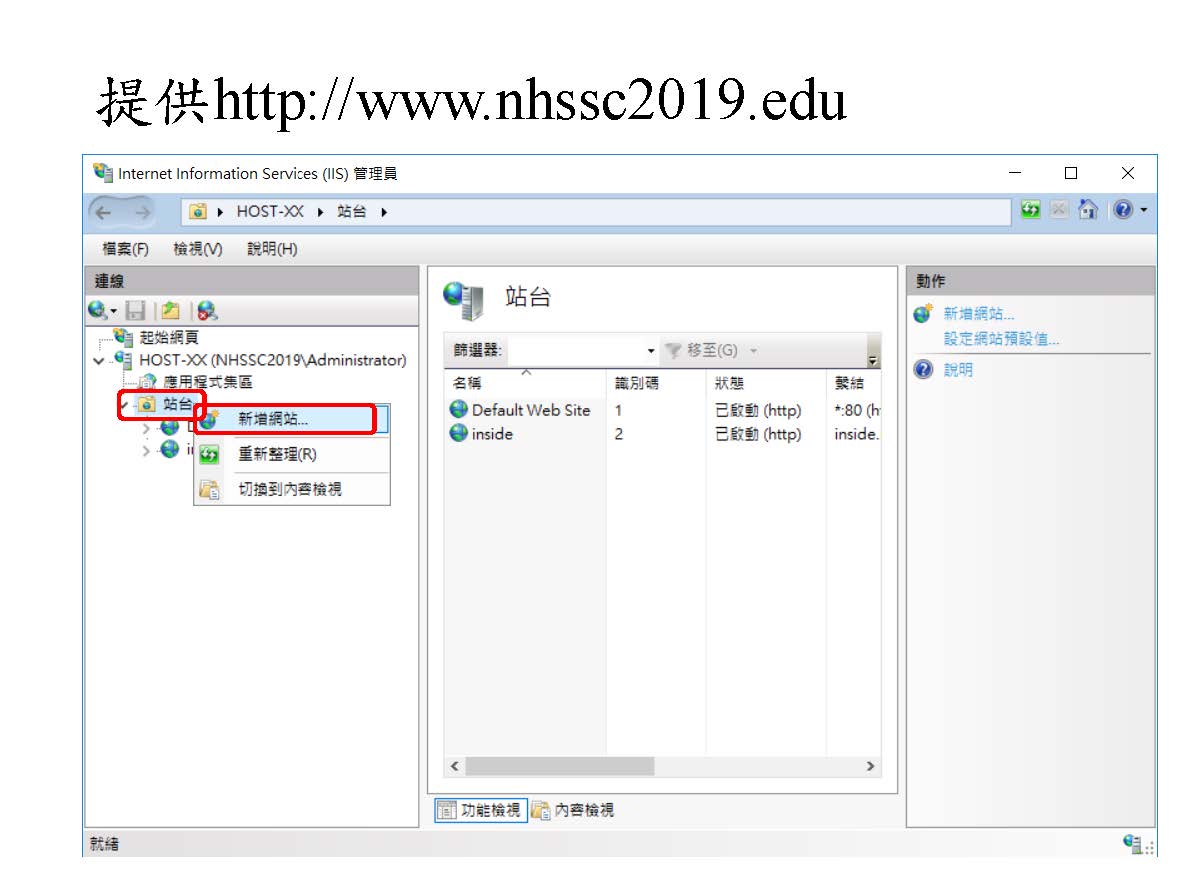 提供http://www.nhssc2019.edu
Internet Information Services (IIS) 管理員
HOST-XX 站台
檔案(F) 檢視(V) 說明(H)
連線
起始網頁
HOST-XX (NHSSC2019\Administrator)
應用程式集區
站台
新增網站...
重新整理(R)
切換到內容檢視
站台
篩選器: 移至(G)
名稱 識別碼 狀態 繫結
Default Web Site 1 已啟動 (http) *:80 (h
inside 2 已啟動 (http) inside.
功能檢視 內容檢視
動作
新增網站...
設定網站預設值...
說明
就緒